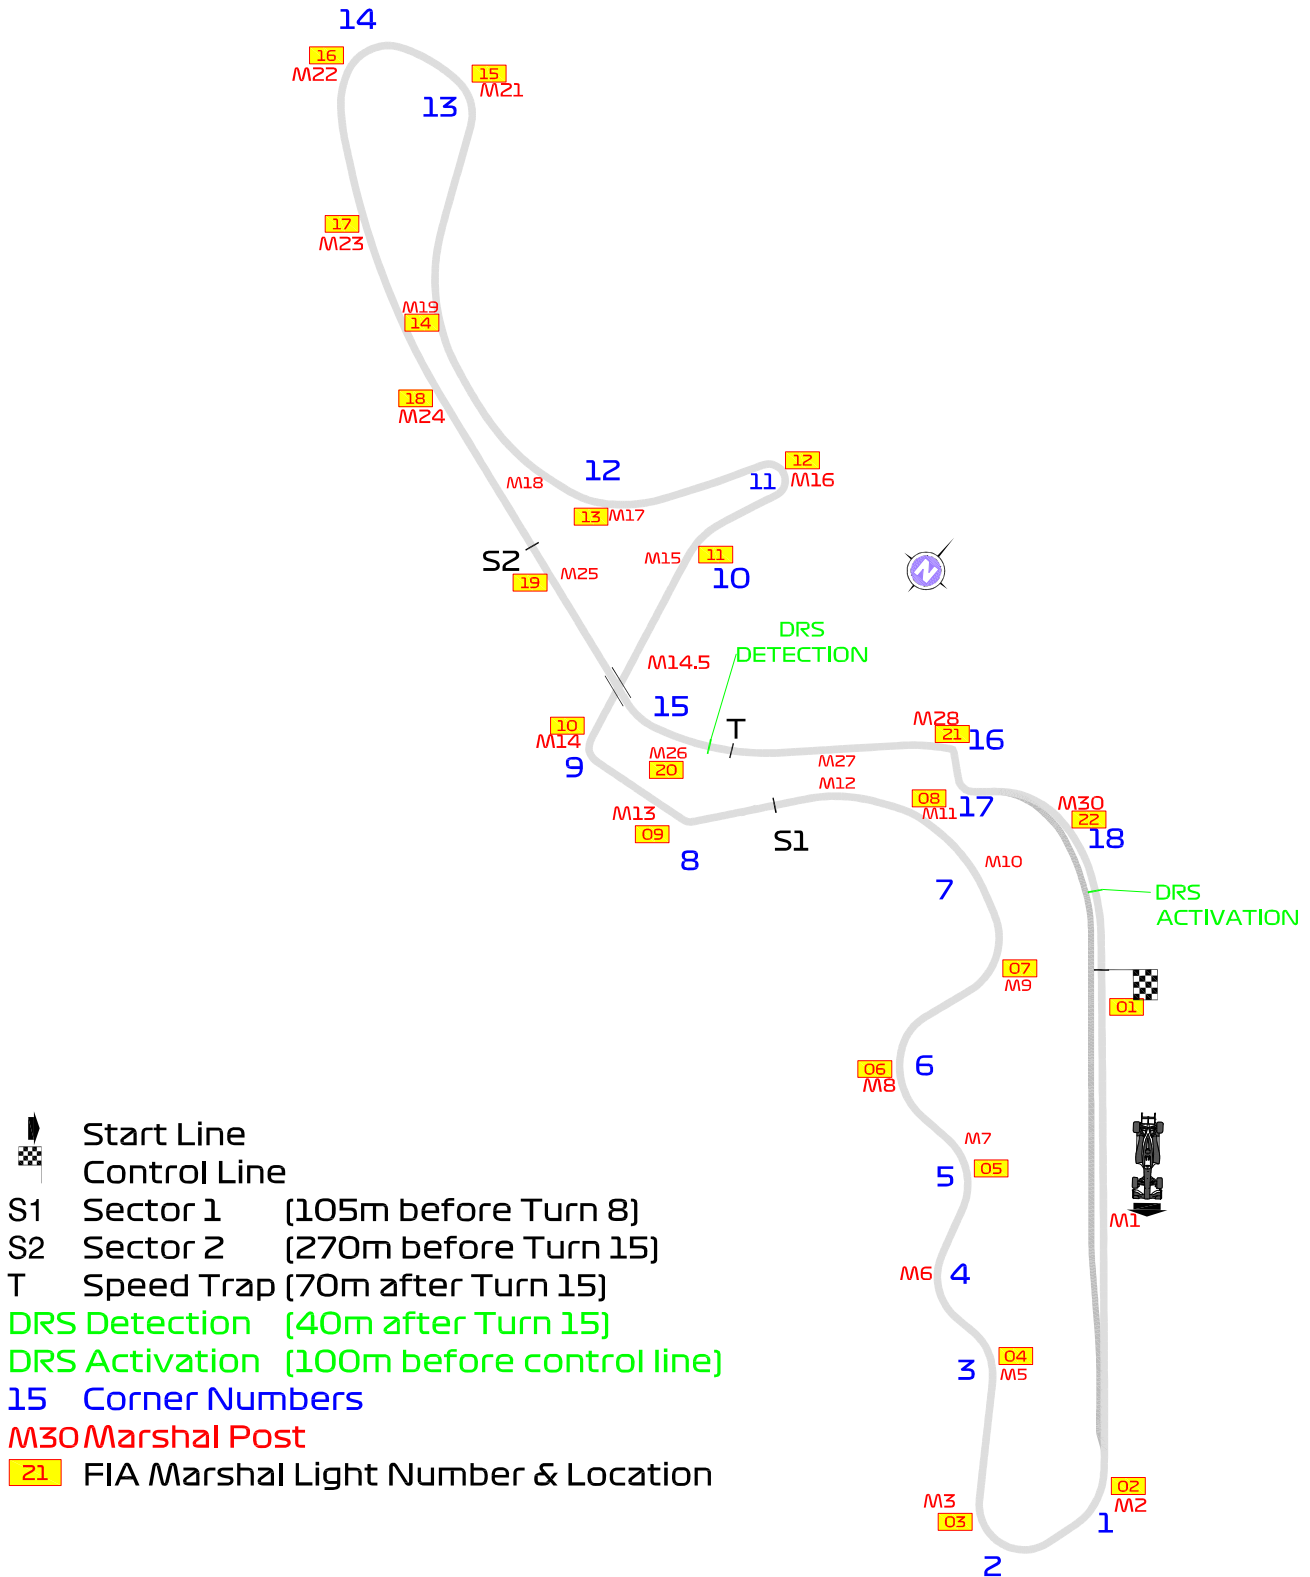 14
16
M22
15
M21
13
17
M23
M19
14
18
M24
12
11
12
M16
M18
13
M17
S2
19
M25
M15
11
10
N
DRS
DETECTION
M14.5
15
10
M14
9
M26
20
T
M28
21
16
M27
M12
08
M11
17
M30
22
18
M13
09
8
S1
7
M10
DRS
ACTIVATION
07
M9
01
06
M8
6
M7
5
05
M1
M6
4
3
04
M5
M3
03
02
M2
1
2
Start Line
Control Line
S1 Sector 1 (105m before Turn 8)
S2 Sector 2 (270m before Turn 15)
T Speed Trap (70m after Turn 15)
DRS Detection (40m after Turn 15)
DRS Activation (100m before control line)
15 Corner Numbers
M30 Marshal Post
21 FIA Marshal Light Number & Location